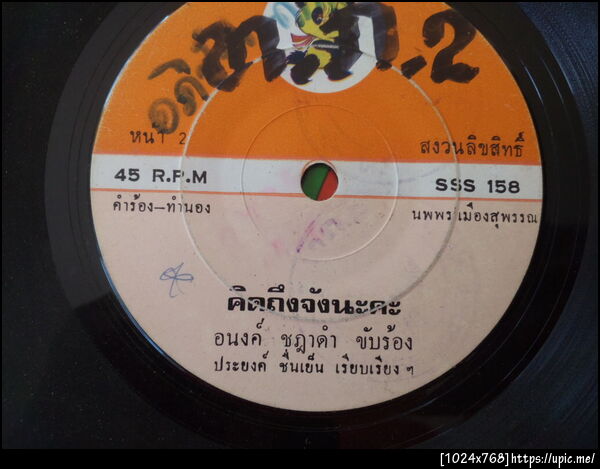 หน้า 2
สงวนลิขสิทธิ์
45 R.P.M
SSS 158
คำร้อง—ทำนอง
นพพร เมืองสุพรรณ
คิดถึงจังนะคะ
อนงค์ ชฎาดำ ขับร้อง
ประยงค์ ชื่นเย็น เรียบเรียง ฯ
[1024x768]https://upic.me/